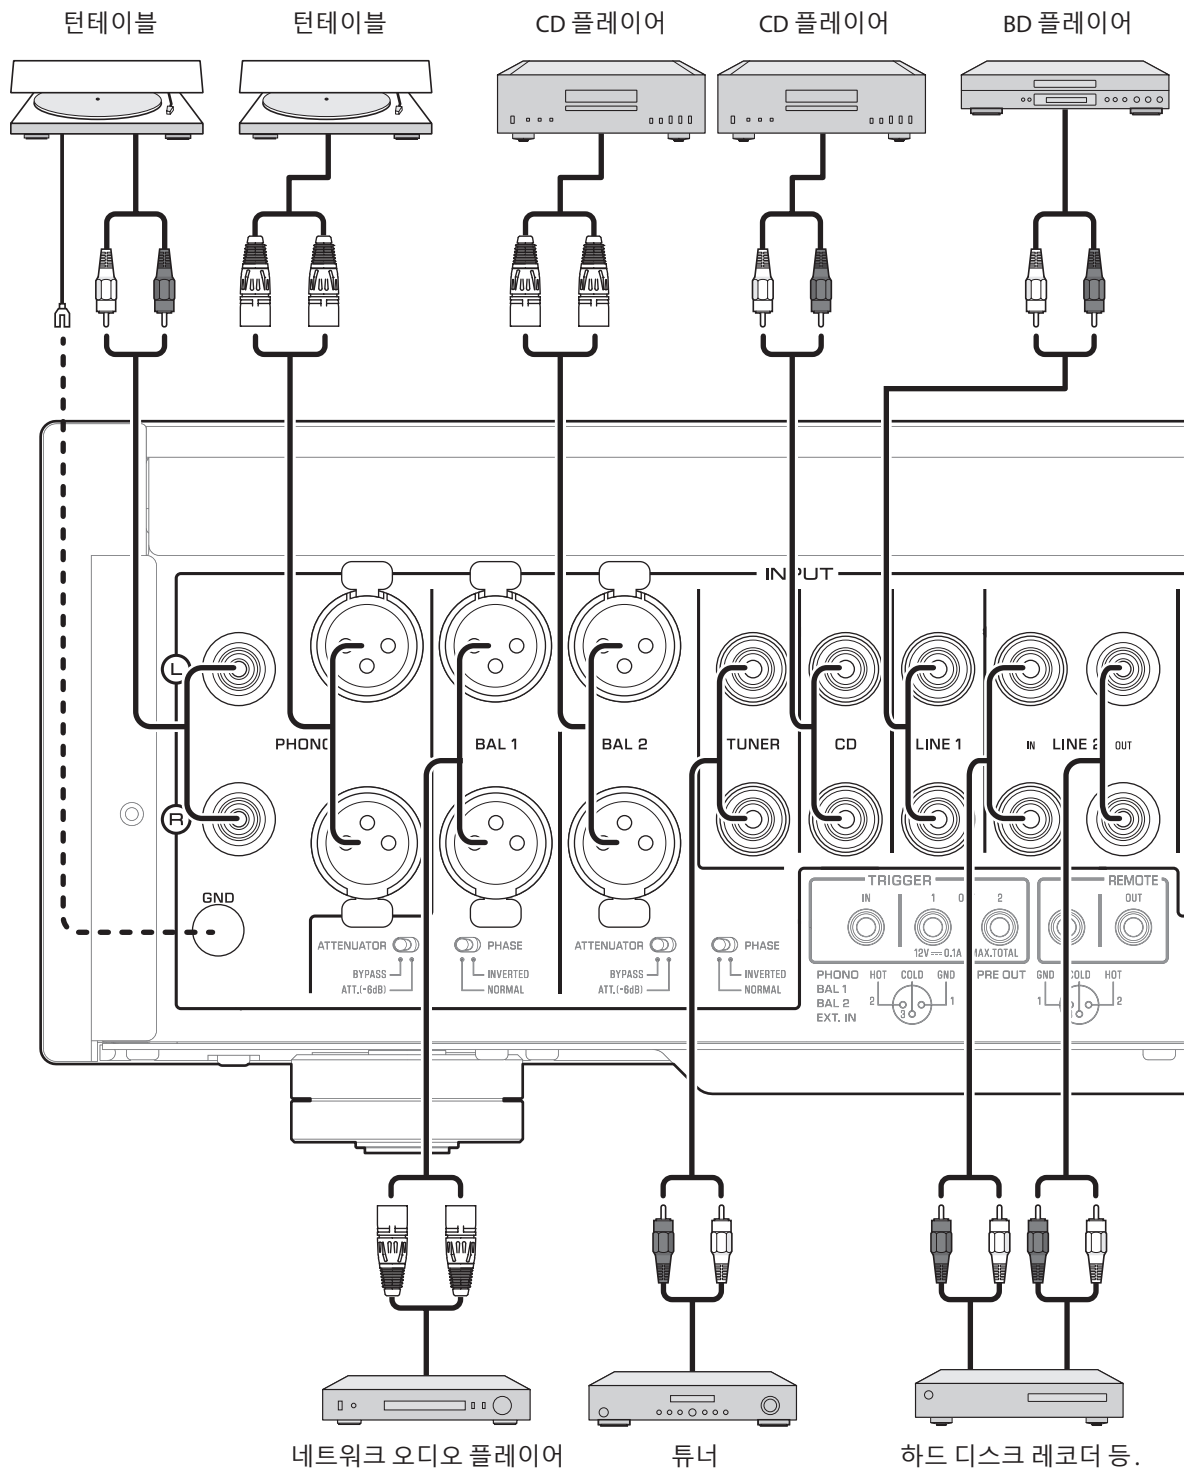 턴테이블
턴테이블
CD 플레이어
CD 플레이어
BD 플레이어
INPUT
L
PHONO
BAL 1
BAL 2
TUNER
CD
LINE 1
IN
LINE 2
OUT
R
GND
TRIGGER
REMOTE
IN
1
2
OUT
12V
0.1A
MAX.TOTAL
ATTENUATOR
PHASE
ATTENUATOR
PHASE
BYPASS
INVERTED
BYPASS
INVERTED
ATT.(-6dB)
NORMAL
ATT.(-6dB)
NORMAL
PHONO
BAL 1
BAL 2
EXT. IN
HOT
COLD
GND
2
3
1
PRE OUT
GND
COLD
HOT
1
2
네트워크 오디오 플레이어
튜너
하드 디스크 레코더 등.